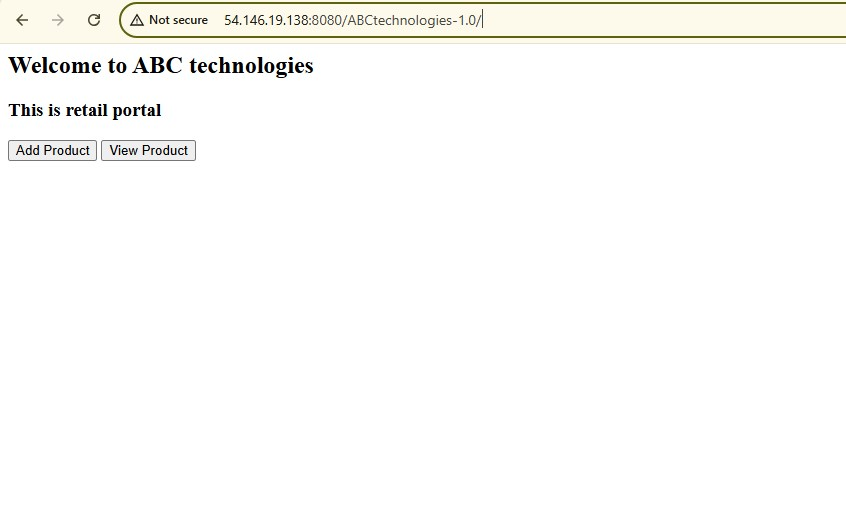 Not secure 54.146.19.138:8080/ABCtechnologies-1.0/
Welcome to ABC technologies
This is retail portal
Add Product View Product